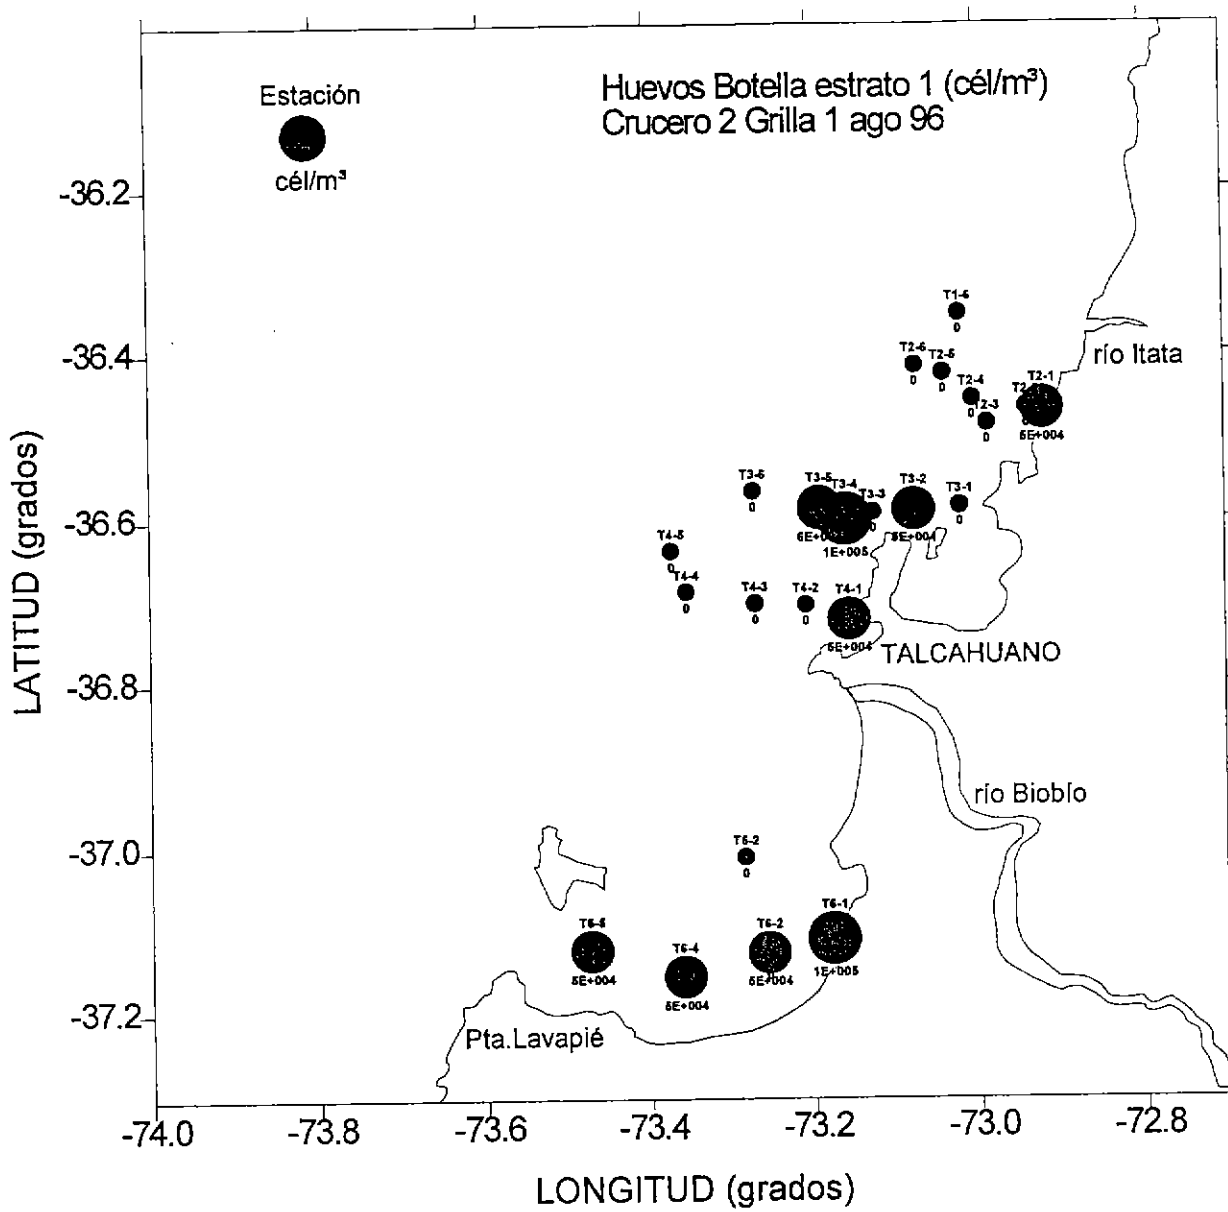 Estación
cél/m³
Huevos Botella estrato 1 (cél/m³)
Crucero 2 Grilla 1 ago 96
LATITUD (grados)
-36.2
-36.4
-36.6
-36.8
-37.0
-37.2
T1-6
0
T2-6
0
T2-5
0
T2-4
0
T2-3
0
T2-1
5E+004
río Itata
T3-6
0
T3-5
T3-4
1E+005
T3-3
0
T3-2
5E+004
T3-1
0
T4-5
0
T4-4
0
T4-3
0
T4-2
0
T4-1
5E+004
TALCAHUANO
río Biobío
T5-2
0
T6-5
5E+004
T6-4
5E+004
T6-2
5E+004
T6-1
1E+005
Pta.Lavapié
-74.0
-73.8
-73.6
-73.4
-73.2
-73.0
-72.8
LONGITUD (grados)